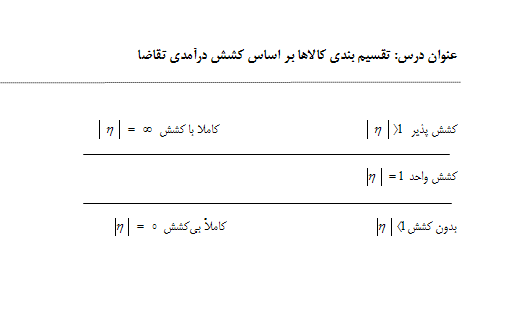 عنوان درس: تقسیم بندی کالاها بر اساس کشش درآمدی تقاضا
کشش پذیر | η | 〉1 کاملا با کشش | η | = ∞
کشش واحد |η| = 1
بدون کشش |η| 〈1 کاملاً بی‌کشش |η| = ∘